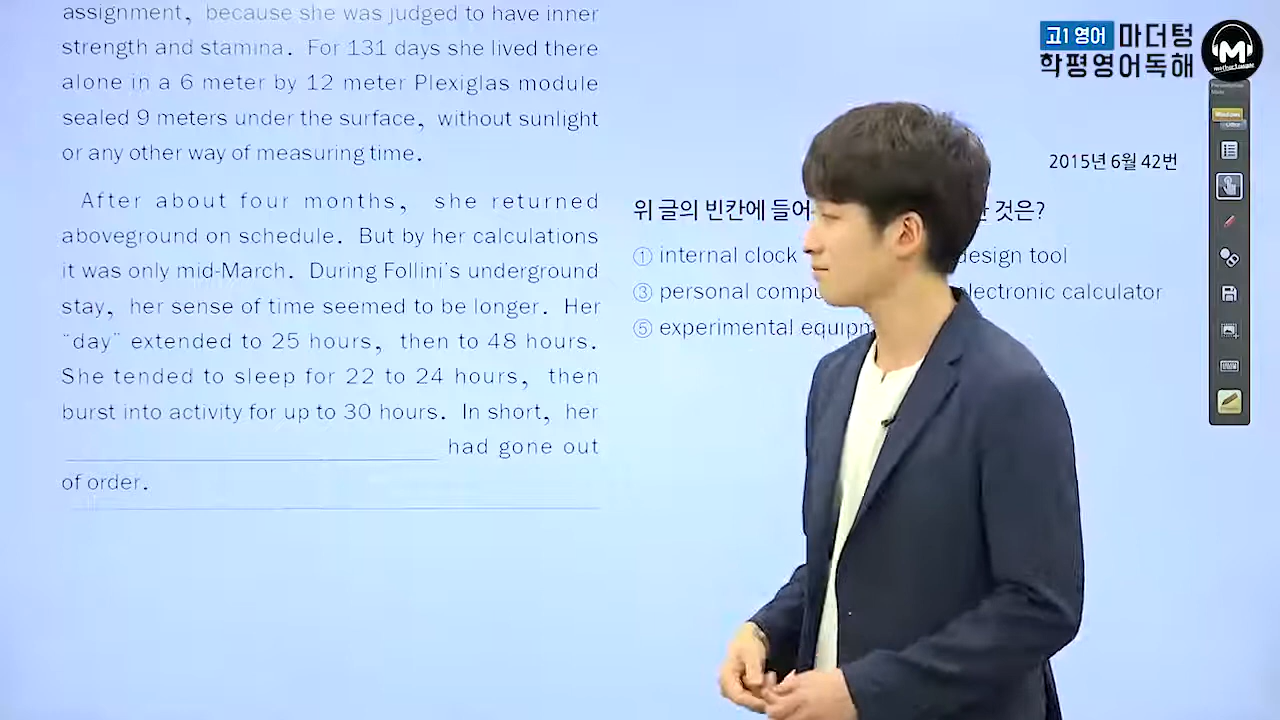 assignment, because she was judged to have inner
strength and stamina. For 131 days she lived there
alone in a 6 meter by 12 meter Plexiglas module
sealed 9 meters under the surface, without sunlight
or any other way of measuring time.
After about four months, she returned
aboveground on schedule. But by her calculations
it was only mid-March. During Follini's underground
stay, her sense of time seemed to be longer. Her
"day" extended to 25 hours, then to 48 hours.
She tended to sleep for 22 to 24 hours, then
burst into activity for up to 30 hours. In short, her
had gone out
of order.
고1 영어 마더텅
학평영어독해
M
2015년 6월 42번
위 글의 빈칸에 들어 것은?
① internal clock design tool
③ personal calculator
⑤ experimental
Windows